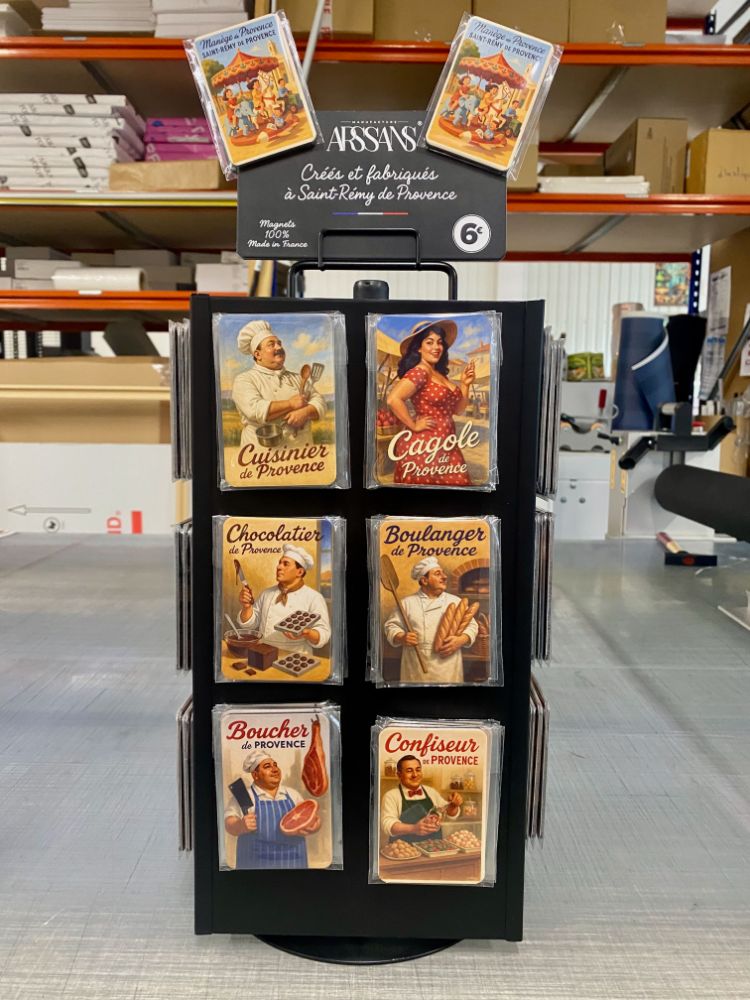 Manège de Provence
SAINT-RÉMY DE PROVENCE
Manège de Provence
SAINT-RÉMY DE PROVENCE
MANUFACTURE
ARSSANS®
Créés et fabriqués
à Saint-Rémy de Provence
Magnets
100%
Made in France
6€
Cuisinier
de Provence
Cagole
de
Provence
Chocolatier
de Provence
Boulanger
de Provence
Boucher
de PROVENCE
Confiseur
DE PROVENCE